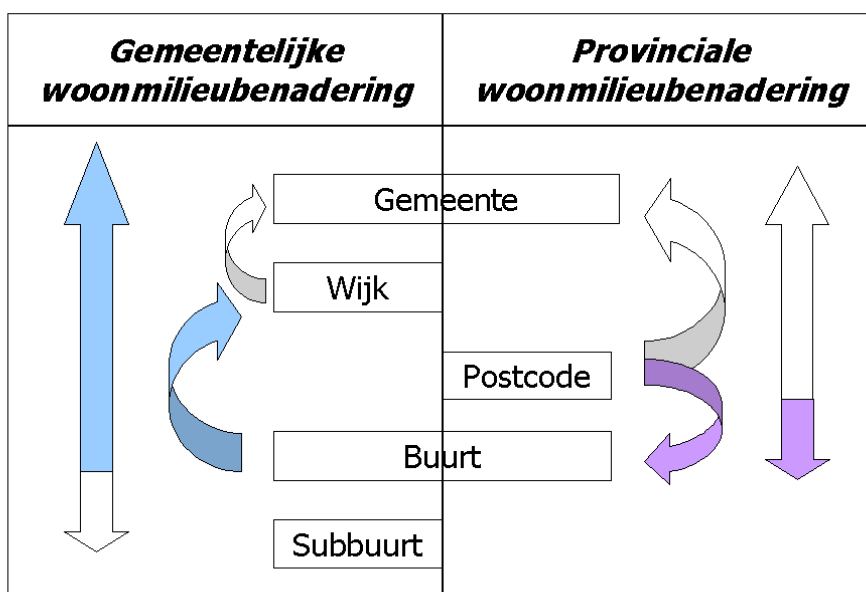 Gemeentelijke
woonmilieubenadering
Provinciale
woonmilieubenadering
Gemeente
Wijk
Postcode
Buurt
Subbuurt